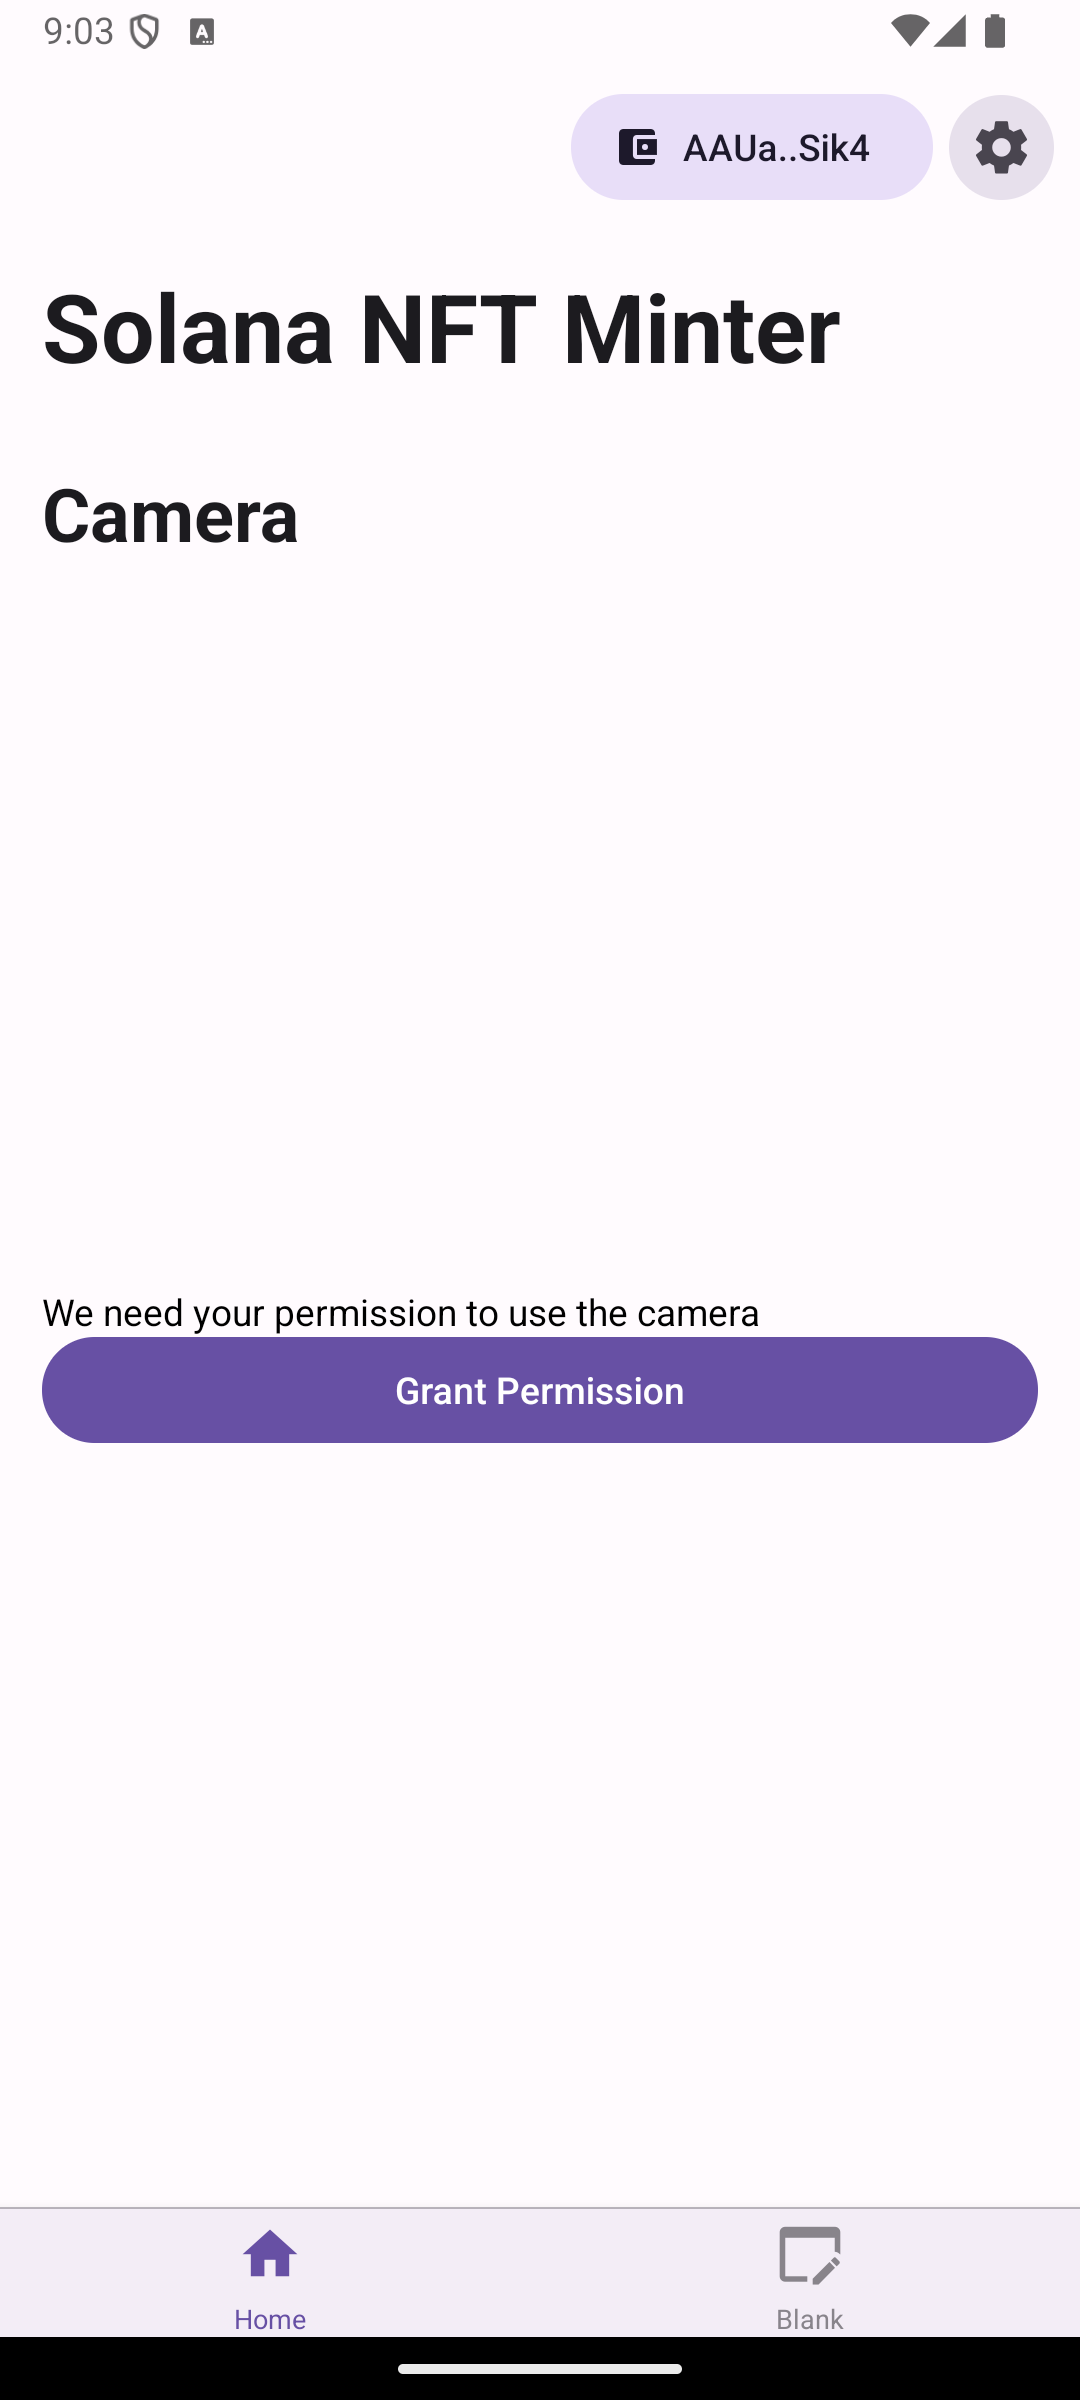 9:03
AAUa..Sik4
Solana NFT Minter
Camera
We need your permission to use the camera
Grant Permission
Home
Blank